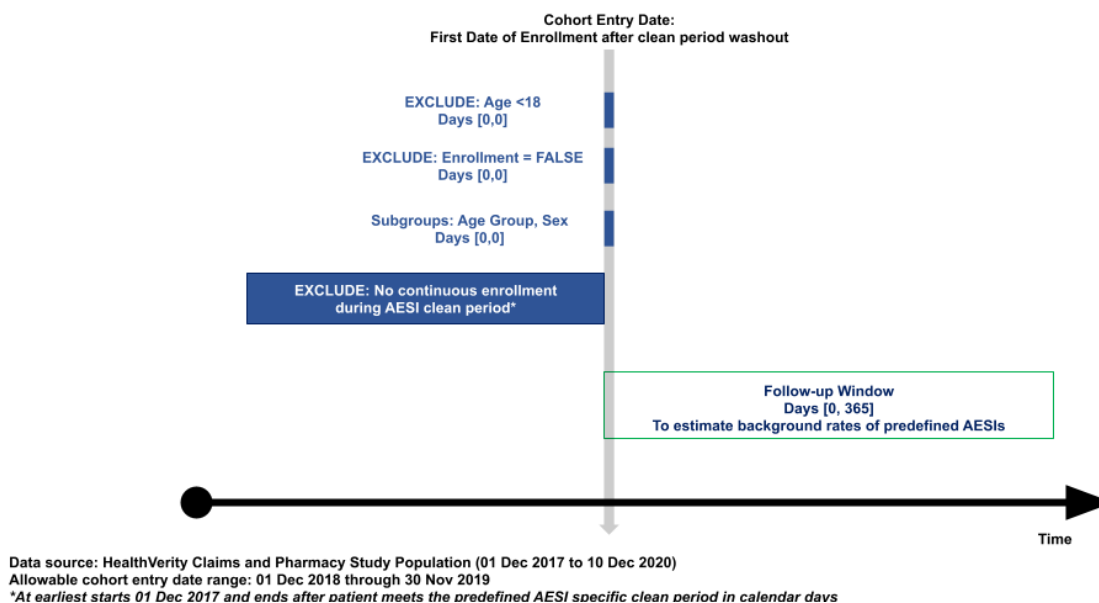 Cohort Entry Date:
First Date of Enrollment after clean period washout
EXCLUDE: Age <18
Days [0,0]
EXCLUDE: Enrollment = FALSE
Days [0,0]
Subgroups: Age Group, Sex
Days [0,0]
EXCLUDE: No continuous enrollment
during AESI clean period*
Follow-up Window
Days [0, 365]
To estimate background rates of predefined AESIs
Time
Data source: HealthVerity Claims and Pharmacy Study Population (01 Dec 2017 to 10 Dec 2020)
Allowable cohort entry date range: 01 Dec 2018 through 30 Nov 2019
*At earliest starts 01 Dec 2017 and ends after patient meets the predefined AESI specific clean period in calendar days